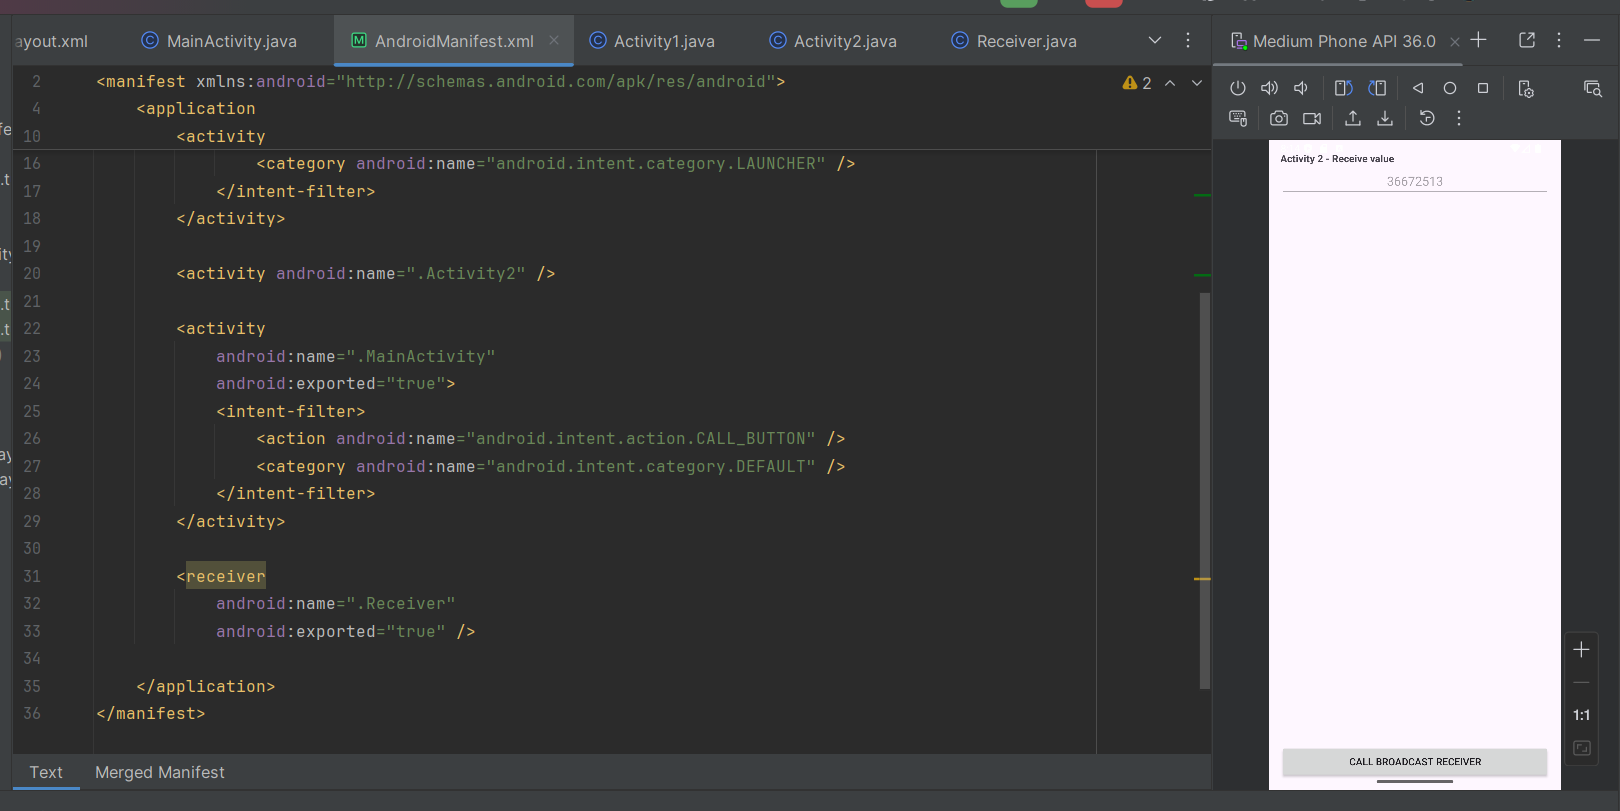 ayout.xml MainActivity.java AndroidManifest.xml Activity1.java Activity2.java Receiver.java Medium Phone API 36.0
2 <manifest xmlns:android="http://schemas.android.com/apk/res/android"> 2
4 <application
10 <activity
16 <category android:name="android.intent.category.LAUNCHER" />
17 </intent-filter>
18 </activity>
19
20 <activity android:name=".Activity2" />
21
22 <activity
23 android:name=".MainActivity"
24 android:exported="true">
25 <intent-filter>
26 <action android:name="android.intent.action.CALL_BUTTON" />
27 <category android:name="android.intent.category.DEFAULT" />
28 </intent-filter>
29 </activity>
30
31 <receiver
32 android:name=".Receiver"
33 android:exported="true" />
34
35 </application>
36 </manifest>
Text Merged Manifest
Activity 2 - Receive value
36672513
CALL BROADCAST RECEIVER
1:1